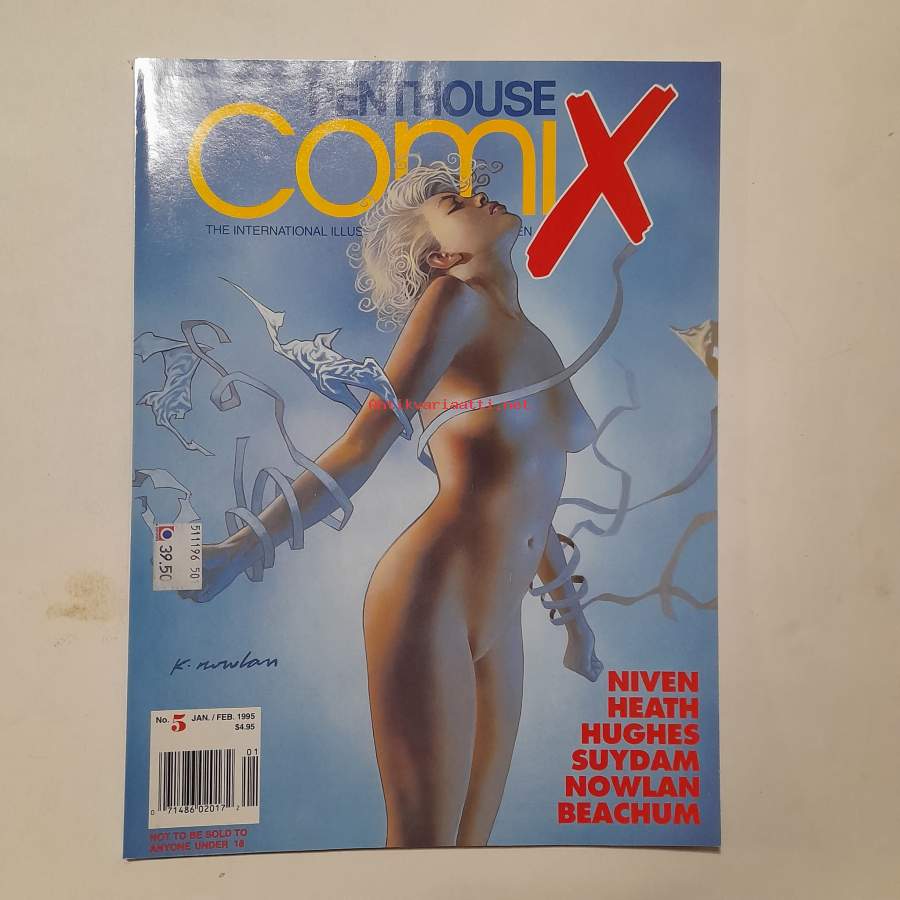 PENTHOUSE
Comix
THE INTERNATIONAL ILLUS EN
Antikvariaatti.net
511196 50
39.50
K. Nowlan
NIVEN
HEATH
HUGHES
SUYDAM
NOWLAN
BEACHUM
No. 5 JAN. / FEB. 1995
$4.95
01
0 71486 02017 2
NOT TO BE SOLD TO
ANYONE UNDER 18